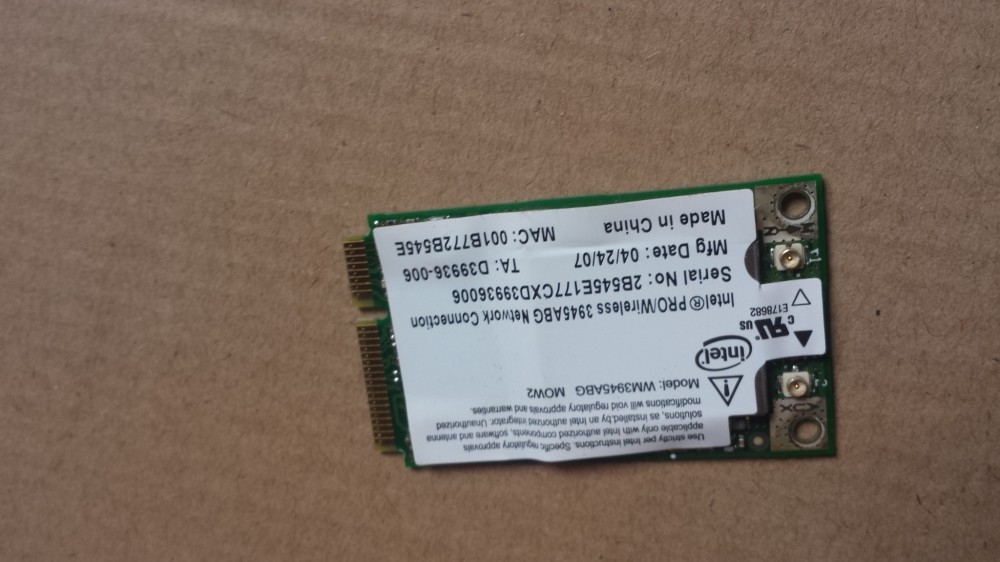 Use strictly per Intel instructions. Specific regulatory approvals
applicable only with Intel authorized components, software and antenna
solutions, as installed by an Intel authorized integrator. Unauthorized
modifications will void regulatory approvals and warranties.
Model: WM3945ABG MOW2
intel
Intel® PRO/Wireless 3945ABG Network Connection
Serial No: 2B545E177CXD39936006
Mfg Date: 04/24/07 TA: D39936-006
Made in China MAC: 001B772B545E
c RU us
E178682